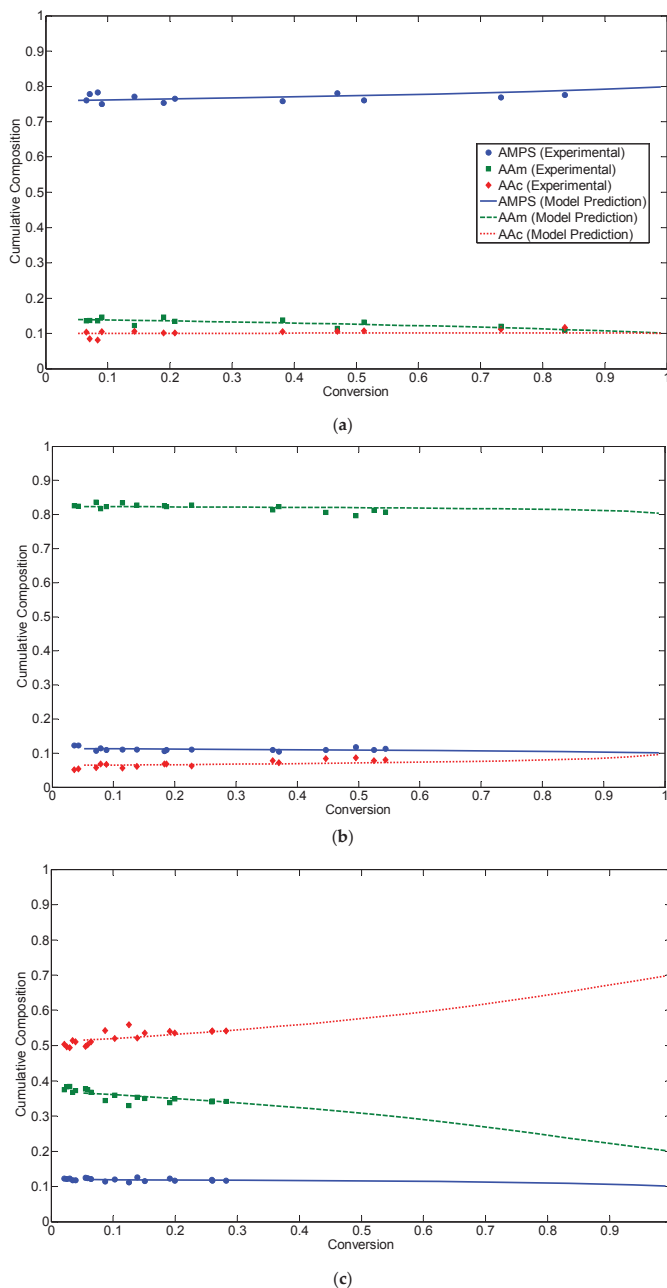 1
0.9
0.8
0.7
0.6
0.5
0.4
0.3
0.2
0.1
0
Cumulative Composition
AMPS (Experimental)
AAm (Experimental)
AAc (Experimental)
AMPS (Model Prediction)
AAm (Model Prediction)
AAc (Model Prediction)
0 0.1 0.2 0.3 0.4 0.5 0.6 0.7 0.8 0.9 1
Conversion
(a)
1
0.9
0.8
0.7
0.6
0.5
0.4
0.3
0.2
0.1
0
Cumulative Composition
0 0.1 0.2 0.3 0.4 0.5 0.6 0.7 0.8 0.9 1
Conversion
(b)
1
0.9
0.8
0.7
0.6
0.5
0.4
0.3
0.2
0.1
0
Cumulative Composition
0 0.1 0.2 0.3 0.4 0.5 0.6 0.7 0.8 0.9
Conversion
(c)